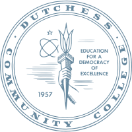 DUTCHESS
COMMUNITY COLLEGE
EDUCATION
FOR A
DEMOCRACY
OF
EXCELLENCE
1957